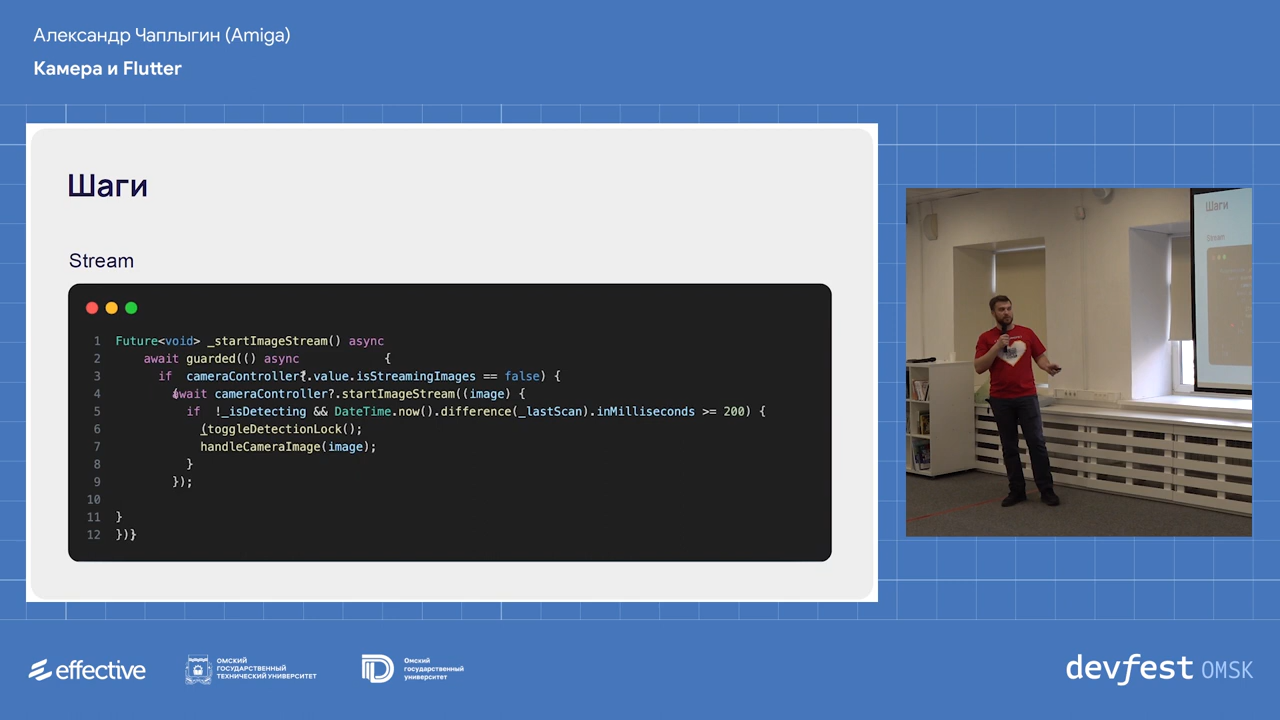 Александр Чаплыгин (Amiga)
Камера и Flutter
Шаги
Stream
1 Future<void> _startImageStream() async
2 await guarded(() async {
3 if cameraController?.value.isStreamingImages == false) {
4 await cameraController?.startImageStream((image) {
5 if !_isDetecting && DateTime.now().difference(_lastScan).inMilliseconds >= 200) {
6 (toggleDetectionLock();
7 handleCameraImage(image);
8 }
9 });
10
11 }
12 })}
Шаги
Stream
effective
ОМСКИЙ
ГОСУДАРСТВЕННЫЙ
ТЕХНИЧЕСКИЙ УНИВЕРСИТЕТ
Омский
государственный
университет
devfest OMSK